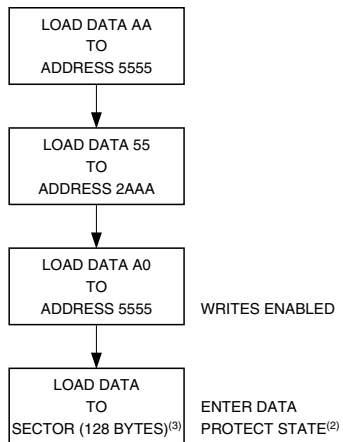 LOAD DATA AA
TO
ADDRESS 5555
LOAD DATA 55
TO
ADDRESS 2AAA
LOAD DATA A0
TO
ADDRESS 5555
WRITES ENABLED
LOAD DATA
TO
SECTOR (128 BYTES)(3)
ENTER DATA
PROTECT STATE(2)